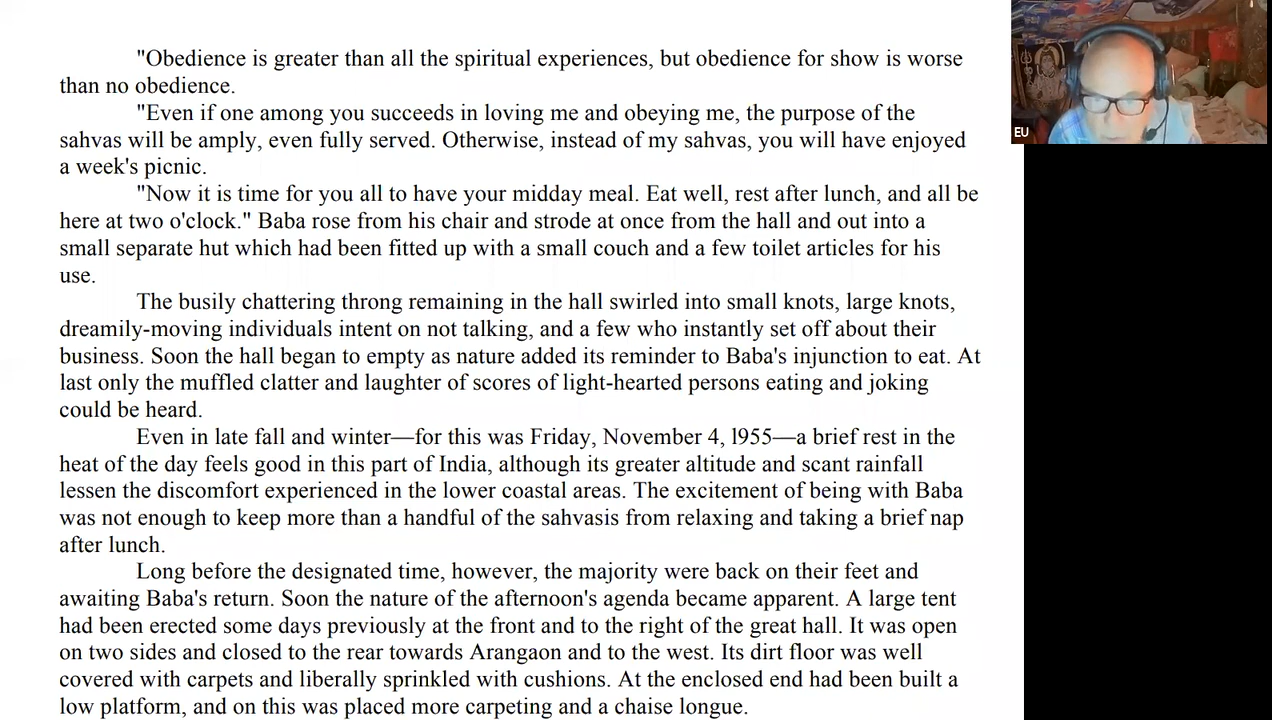 "Obedience is greater than all the spiritual experiences, but obedience for show is worse
than no obedience.
"Even if one among you succeeds in loving me and obeying me, the purpose of the
sahvas will be amply, even fully served. Otherwise, instead of my sahvas, you will have enjoyed
a week's picnic.
"Now it is time for you all to have your midday meal. Eat well, rest after lunch, and all be
here at two o'clock." Baba rose from his chair and strode at once from the hall and out into a
small separate hut which had been fitted up with a small couch and a few toilet articles for his
use.
The busily chattering throng remaining in the hall swirled into small knots, large knots,
dreamily-moving individuals intent on not talking, and a few who instantly set off about their
business. Soon the hall began to empty as nature added its reminder to Baba's injunction to eat. At
last only the muffled clatter and laughter of scores of light-hearted persons eating and joking
could be heard.
Even in late fall and winter—for this was Friday, November 4, l955—a brief rest in the
heat of the day feels good in this part of India, although its greater altitude and scant rainfall
lessen the discomfort experienced in the lower coastal areas. The excitement of being with Baba
was not enough to keep more than a handful of the sahvasis from relaxing and taking a brief nap
after lunch.
Long before the designated time, however, the majority were back on their feet and
awaiting Baba's return. Soon the nature of the afternoon's agenda became apparent. A large tent
had been erected some days previously at the front and to the right of the great hall. It was open
on two sides and closed to the rear towards Arangaon and to the west. Its dirt floor was well
covered with carpets and liberally sprinkled with cushions. At the enclosed end had been built a
low platform, and on this was placed more carpeting and a chaise longue.
EU